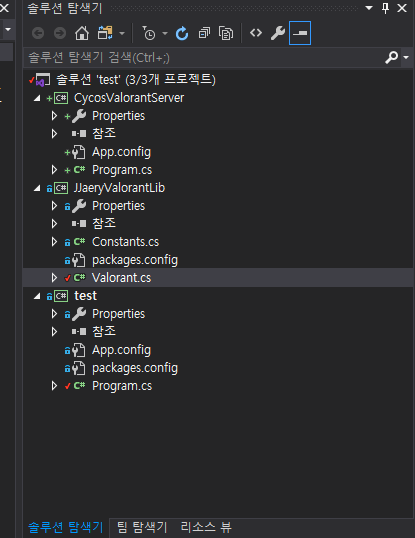 솔루션 탐색기
솔루션 탐색기 검색(Ctrl+;)
솔루션 'test' (3/3개 프로젝트)
CycosValorantServer
Properties
참조
App.config
Program.cs
JJaeryValorantLib
Properties
참조
Constants.cs
packages.config
Valorant.cs
test
Properties
참조
App.config
packages.config
Program.cs
솔루션 탐색기 팀 탐색기 리소스 뷰